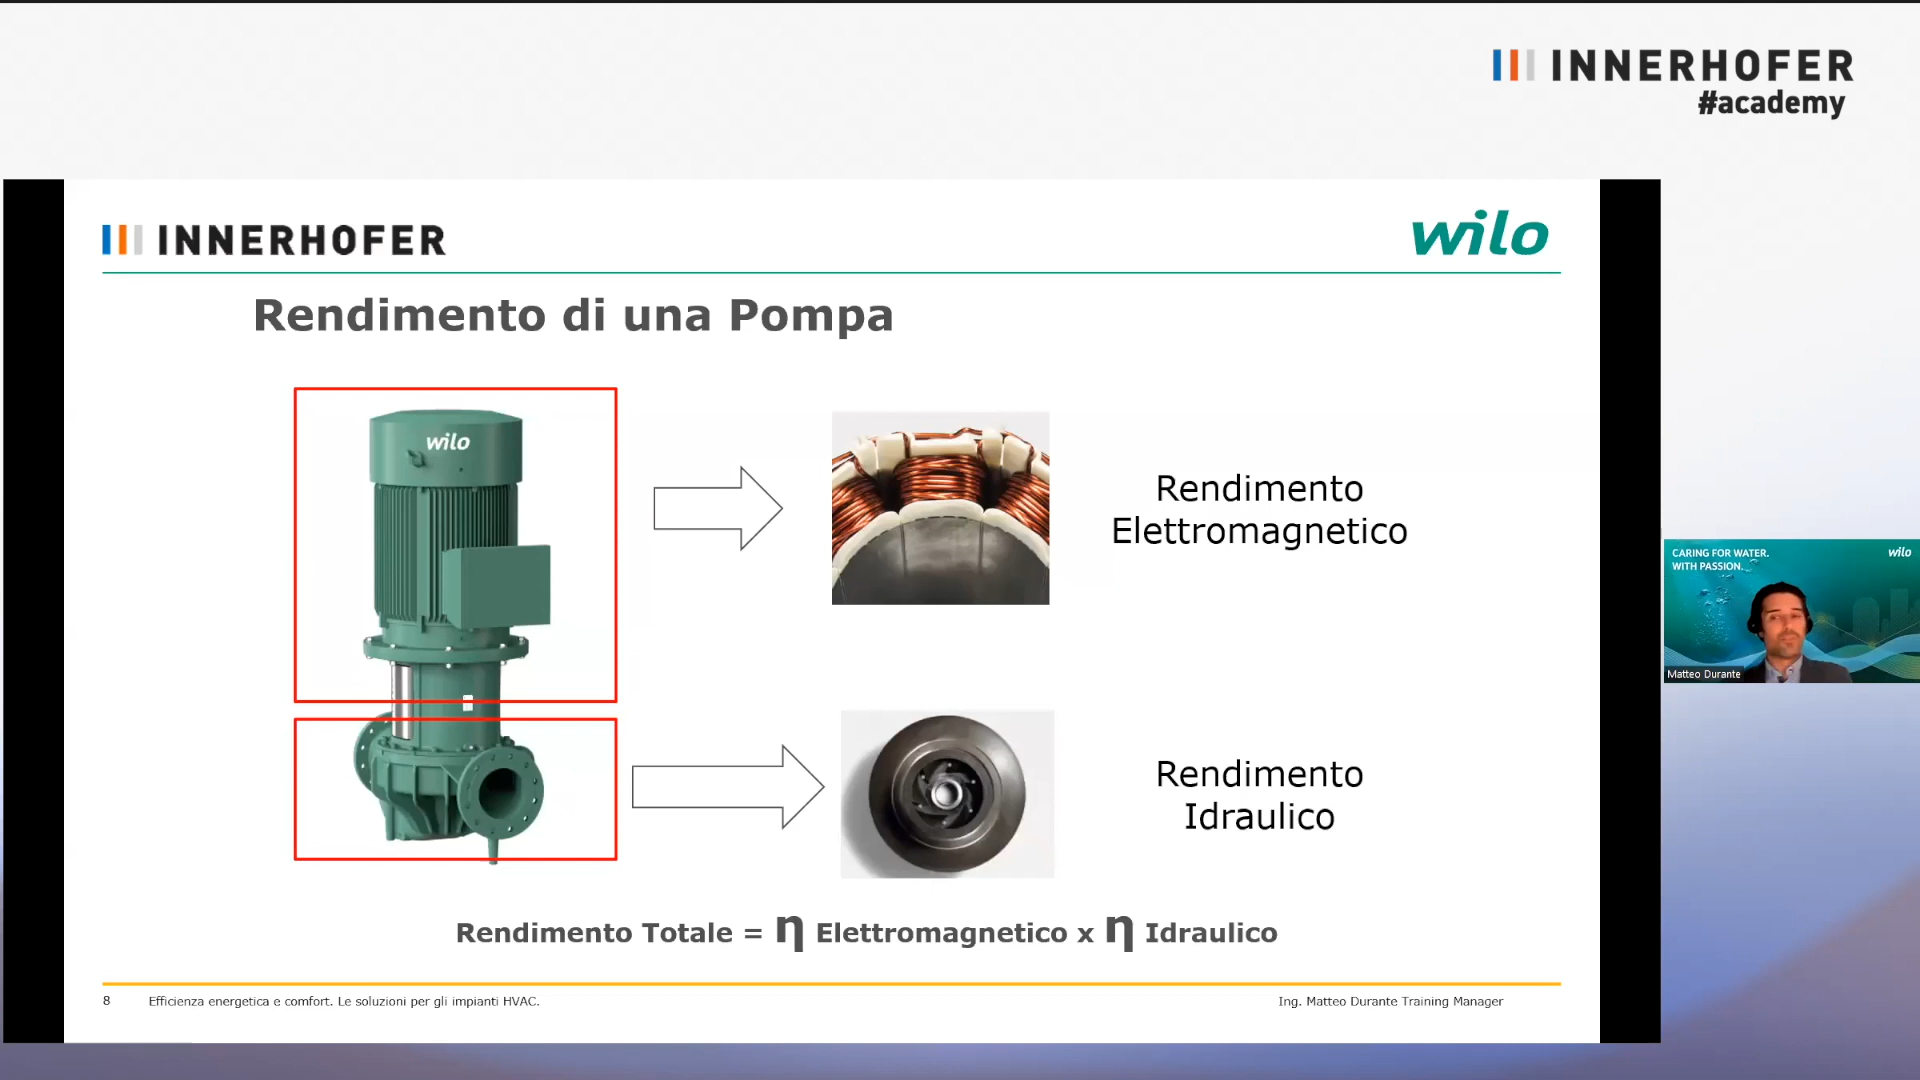 INNERHOFER
#academy
INNERHOFER
wilo
Rendimento di una Pompa
wilo
Rendimento
Elettromagnetico
Rendimento
Idraulico
Rendimento Totale = η Elettromagnetico x η Idraulico
8 Efficienza energetica e comfort. Le soluzioni per gli impianti HVAC. Ing. Matteo Durante Training Manager
CARING FOR WATER.
WITH PASSION.
wilo
Matteo Durante